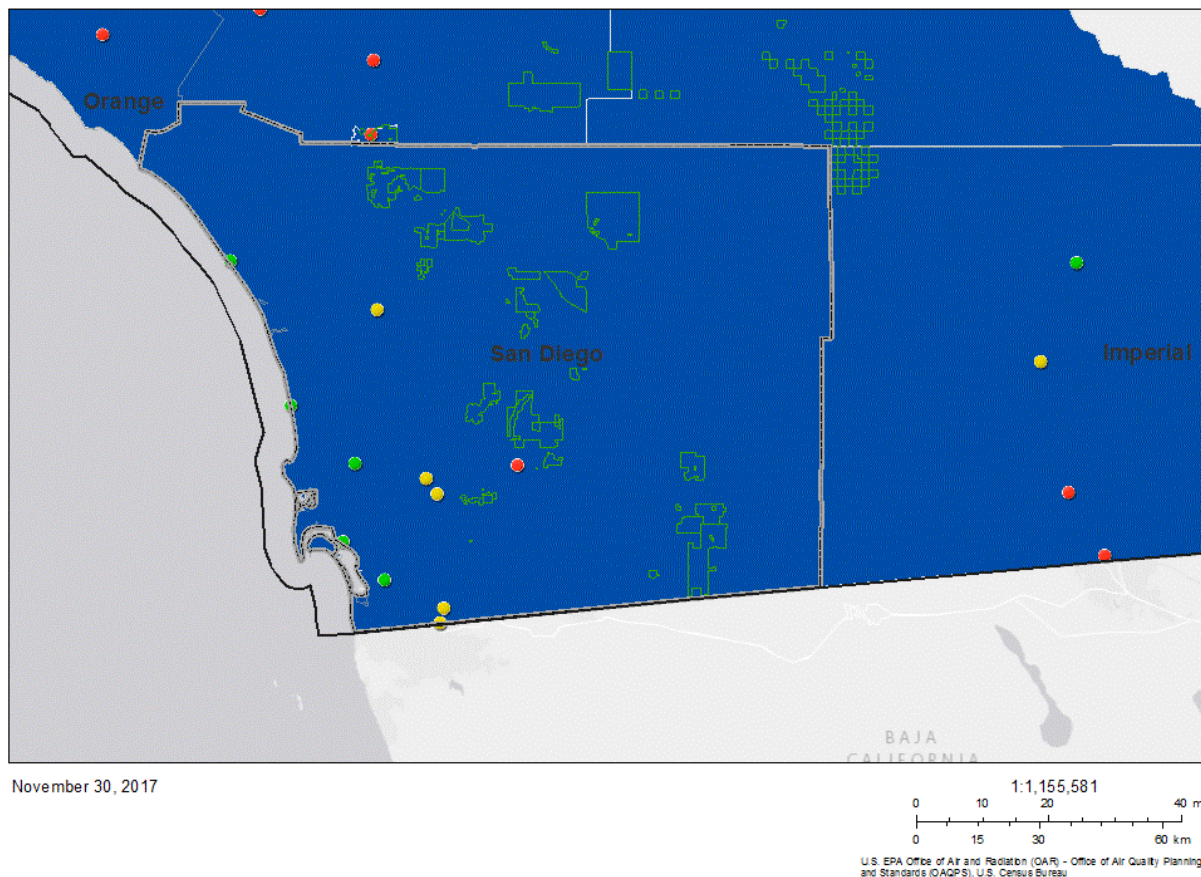 Orange
San Diego
Imperial
BAJA
CALIFORNIA
November 30, 2017
1:1,155,581
0 10 20 40 m
0 15 30 60 km
U.S. EPA Office of Air and Radiation (OAR) - Office of Air Quality Planning
and Standards (OAQPS), U.S. Census Bureau